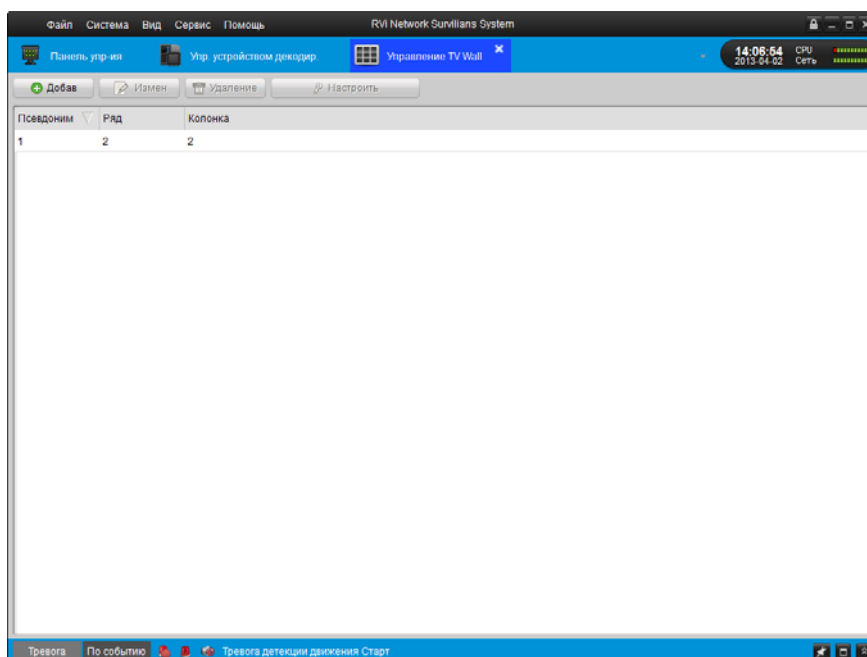 Файл Система Вид Сервис Помощь RVi Network Survilians System
Панель упр-ия Упр. устройством декодир. Управление TV Wall 14:06:54 CPU
2013-04-02 Сеть
Добав Измен Удаление Настроить
Псевдоним Ряд Колонка
1 2 2
Тревога По событию Тревога детекции движения Старт